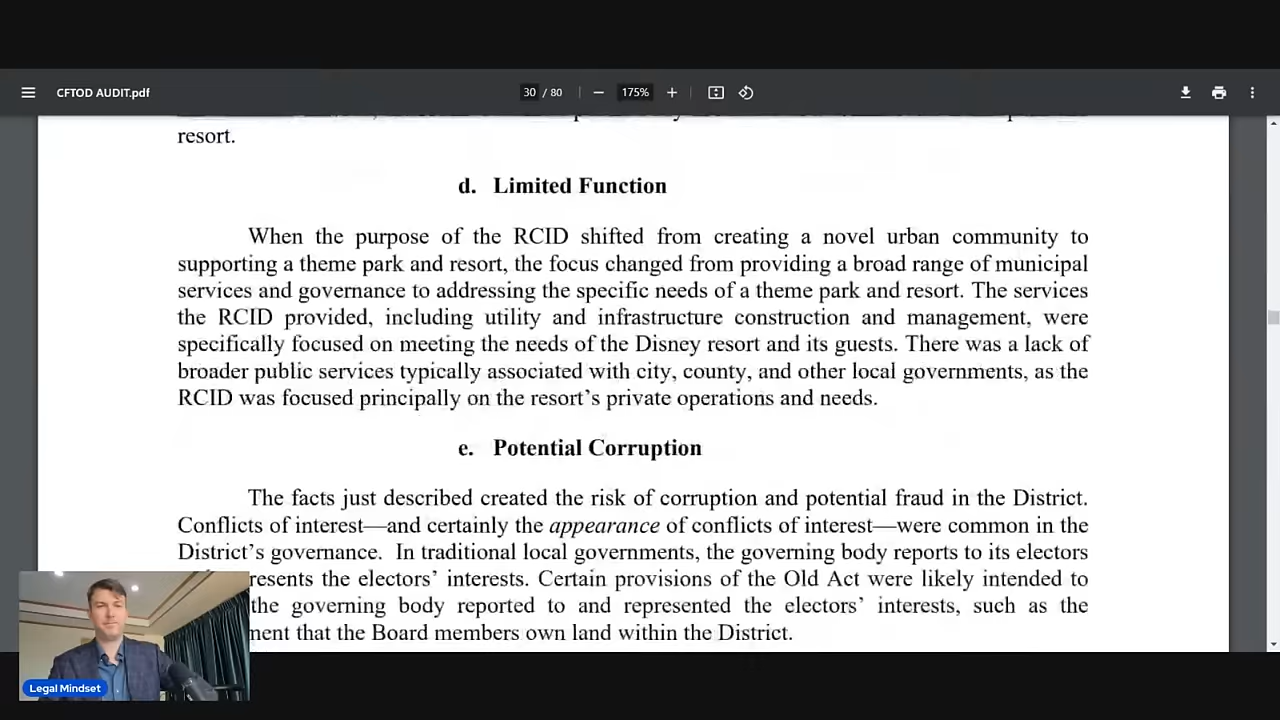 CFTOD AUDIT.pdf
30 / 80
175%
resort.
d. Limited Function
When the purpose of the RCID shifted from creating a novel urban community to
supporting a theme park and resort, the focus changed from providing a broad range of municipal
services and governance to addressing the specific needs of a theme park and resort. The services
the RCID provided, including utility and infrastructure construction and management, were
specifically focused on meeting the needs of the Disney resort and its guests. There was a lack of
broader public services typically associated with city, county, and other local governments, as the
RCID was focused principally on the resort's private operations and needs.
e. Potential Corruption
The facts just described created the risk of corruption and potential fraud in the District.
Conflicts of interest—and certainly the appearance of conflicts of interest—were common in the
District's governance. In traditional local governments, the governing body reports to its electors
resents the electors' interests. Certain provisions of the Old Act were likely intended to
the governing body reported to and represented the electors' interests, such as the
ment that the Board members own land within the District.
Legal Mindset